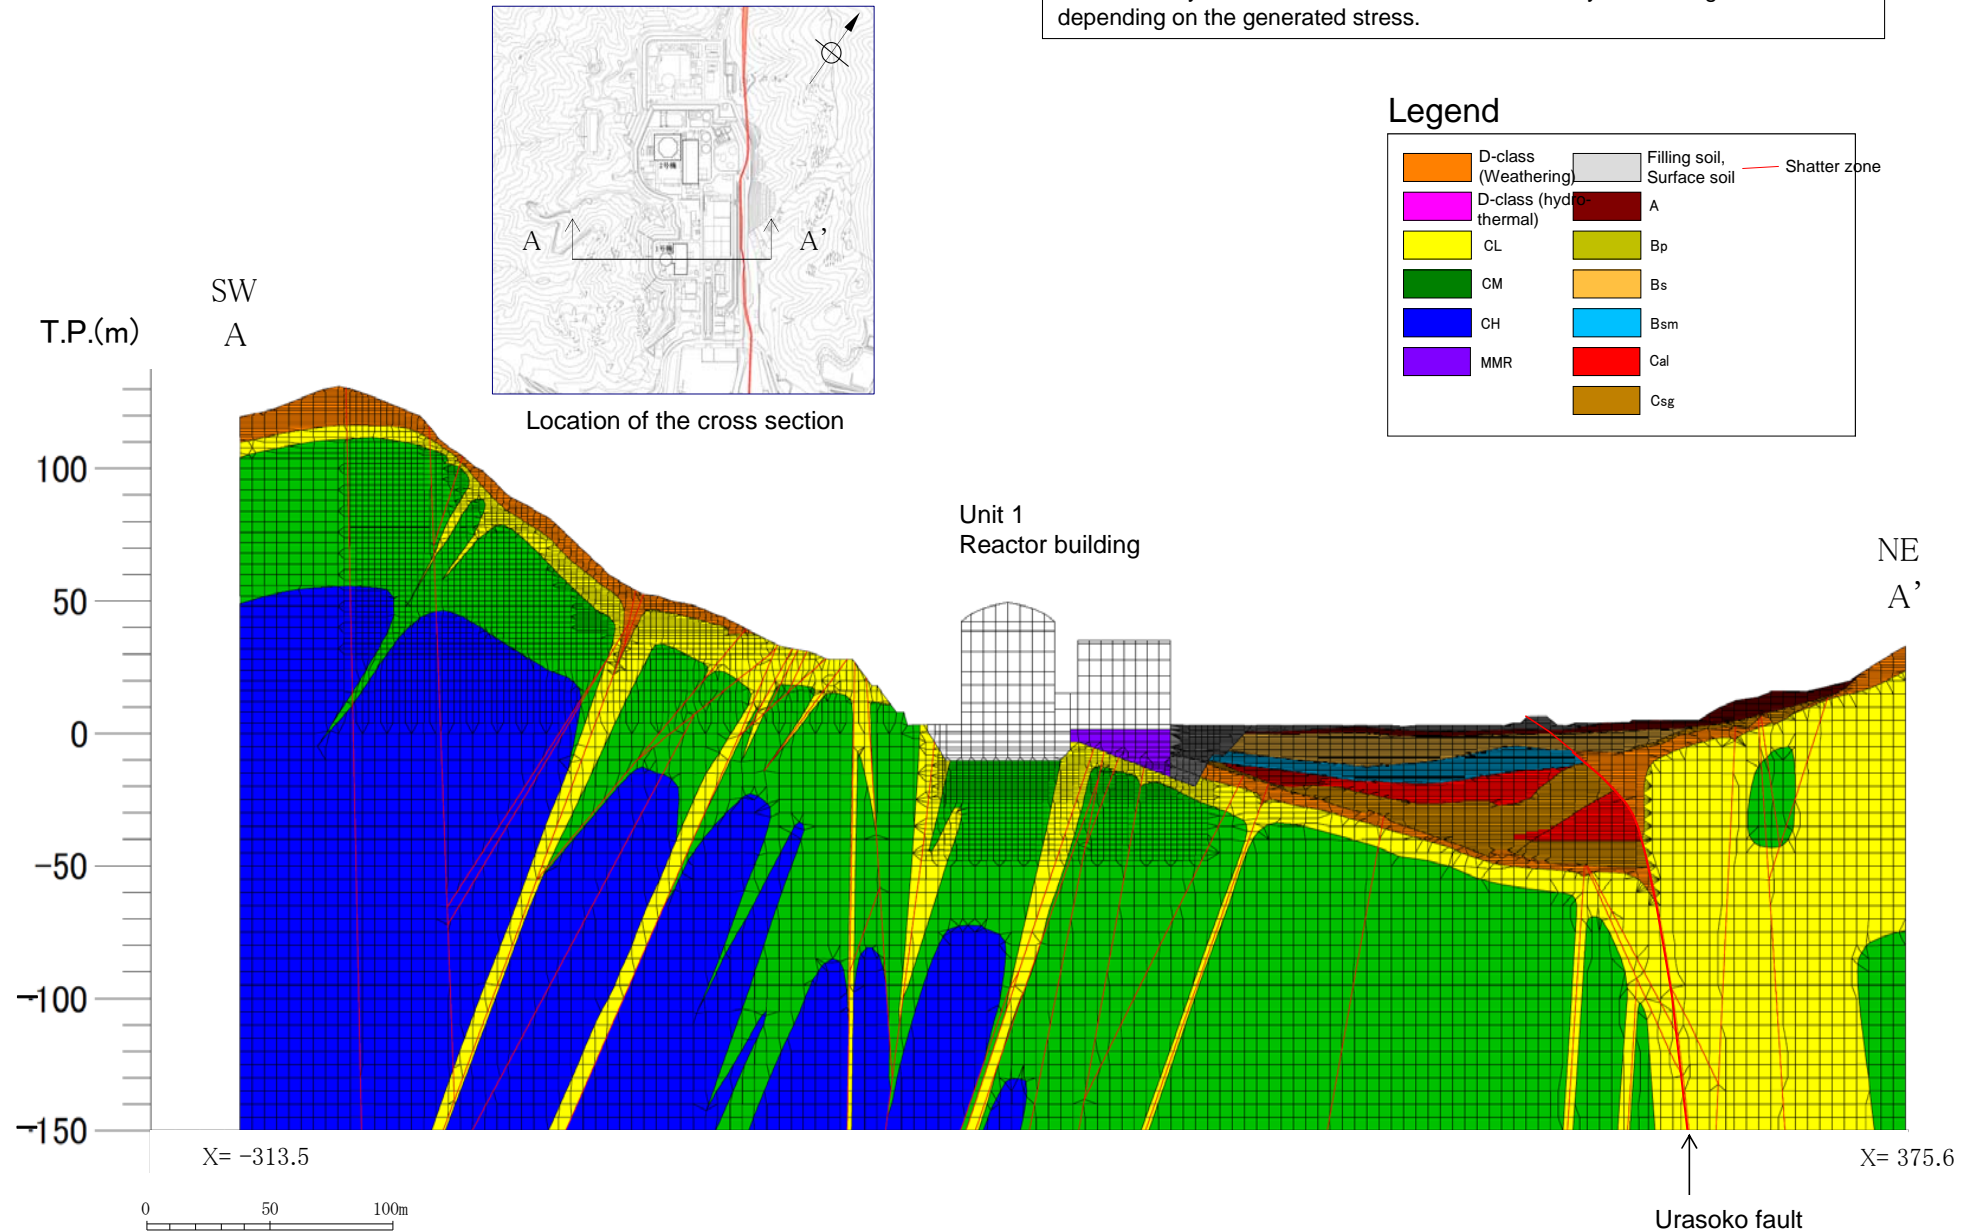 depending on the generated stress.
A
A’
Location of the cross section
Legend
D-class
(Weathering)
D-class (hydro-
thermal)
CL
CM
CH
MMR
Filling soil,
Surface soil
A
Bp
Bs
Bsm
Cal
Csg
Shatter zone
SW
A
T.P.(m)
100
50
0
-50
-100
-150
Unit 1
Reactor building
NE
A’
X= -313.5
X= 375.6
0 50 100m
Urasoko fault